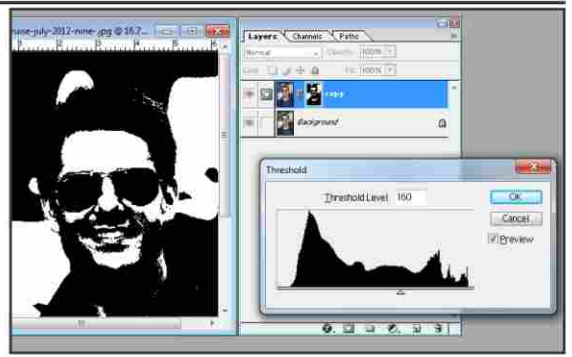 ase-july-2012-nine-.jpg @ 16.7...
Layers Channels Paths
Normal Opacity: 100%
Lock: Fill: 100%
copy
Background
Threshold
Threshold Level: 160
OK
Cancel
Preview